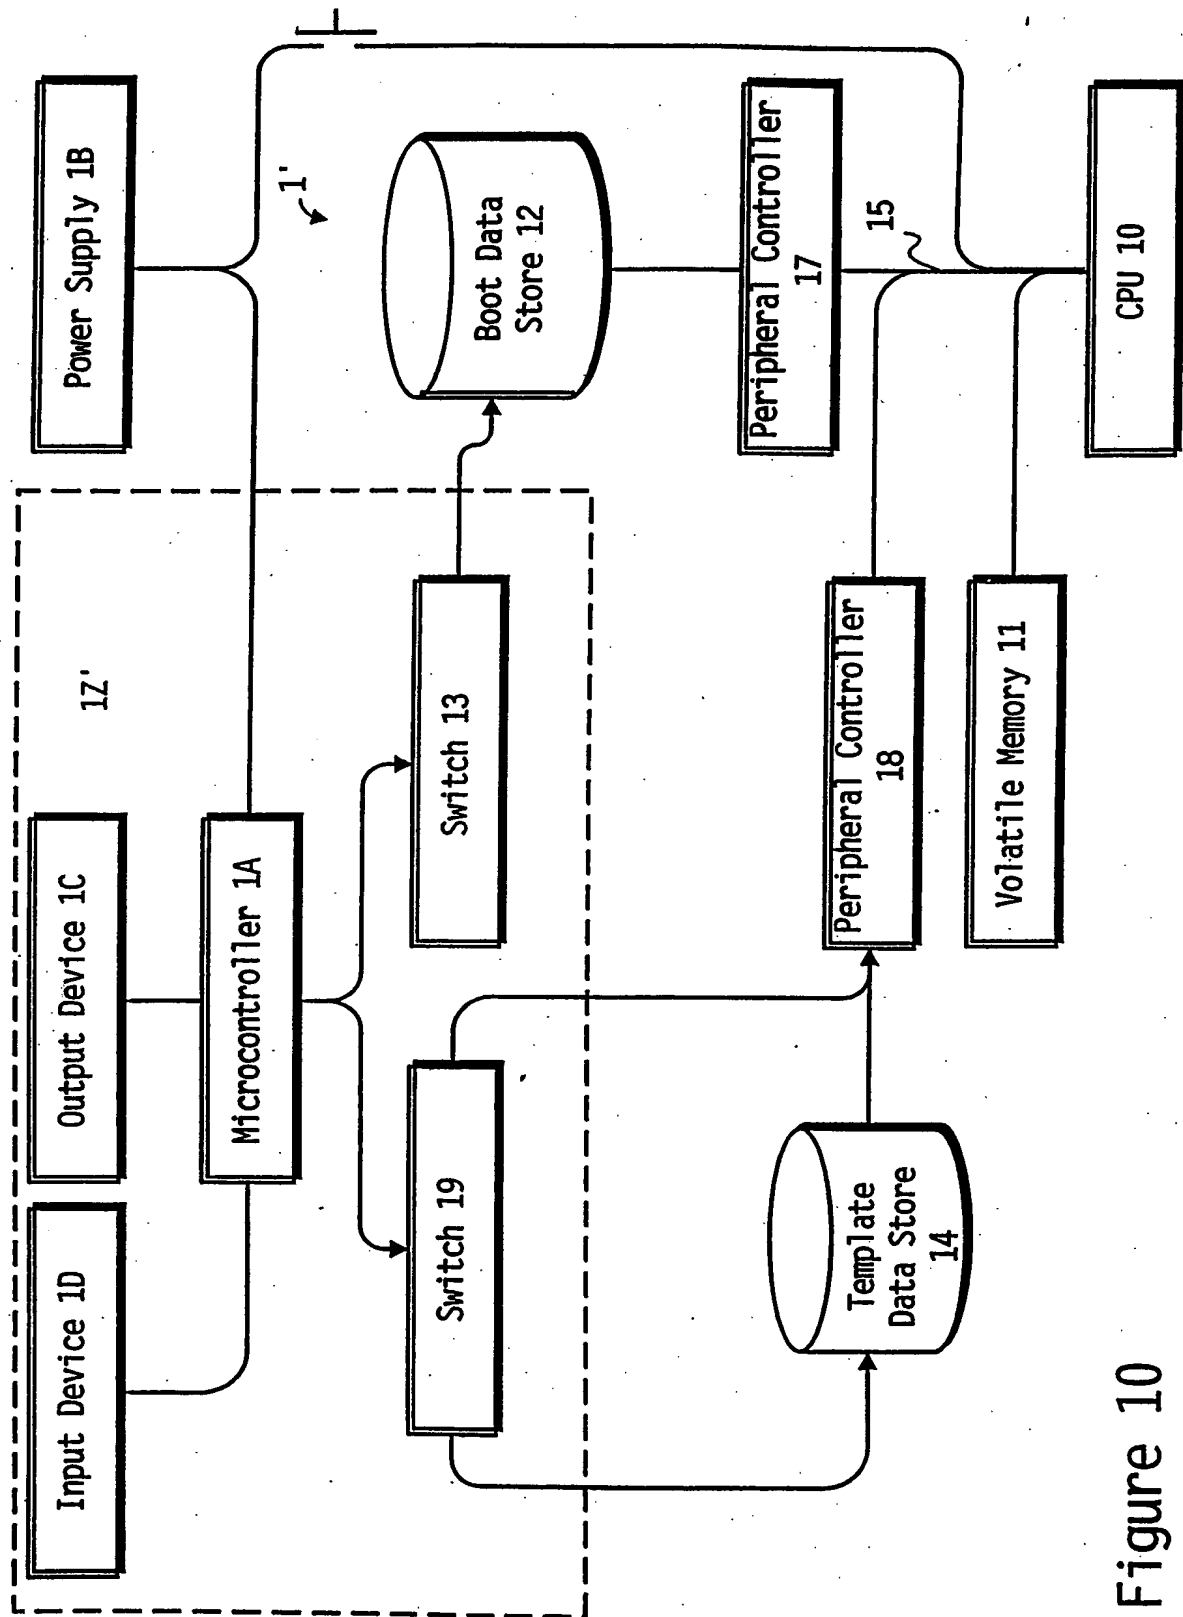 Input Device 1D
Output Device 1C
Power Supply 1B
1Z'
Microcontroller 1A
1'
Switch 19
Switch 13
Boot Data
Store 12
Template
Data Store
14
Peripheral Controller
18
Peripheral Controller
17
15
Volatile Memory 11
CPU 10
Figure 10